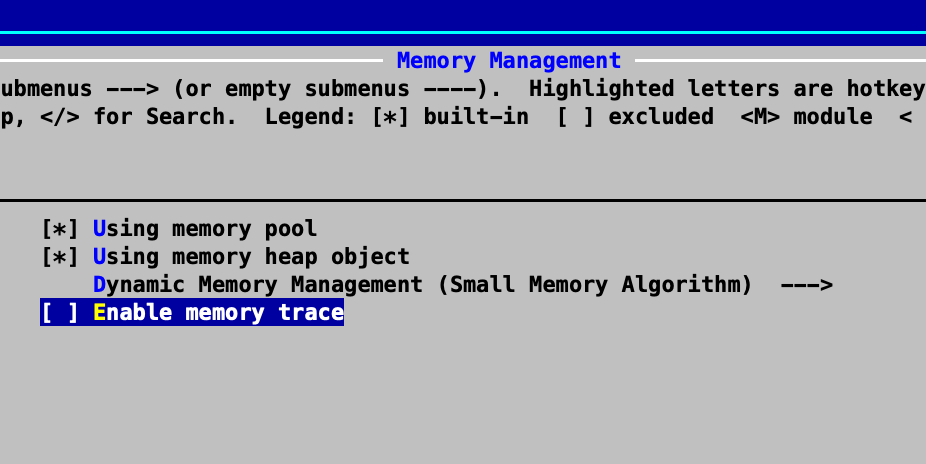 Memory Management
ubmenus ---> (or empty submenus ----).  Highlighted letters are hotkey
p, </> for Search.  Legend: [*] built-in  [ ] excluded  <M> module  <
[*] Using memory pool
[*] Using memory heap object
Dynamic Memory Management (Small Memory Algorithm)  --->
[ ] Enable memory trace